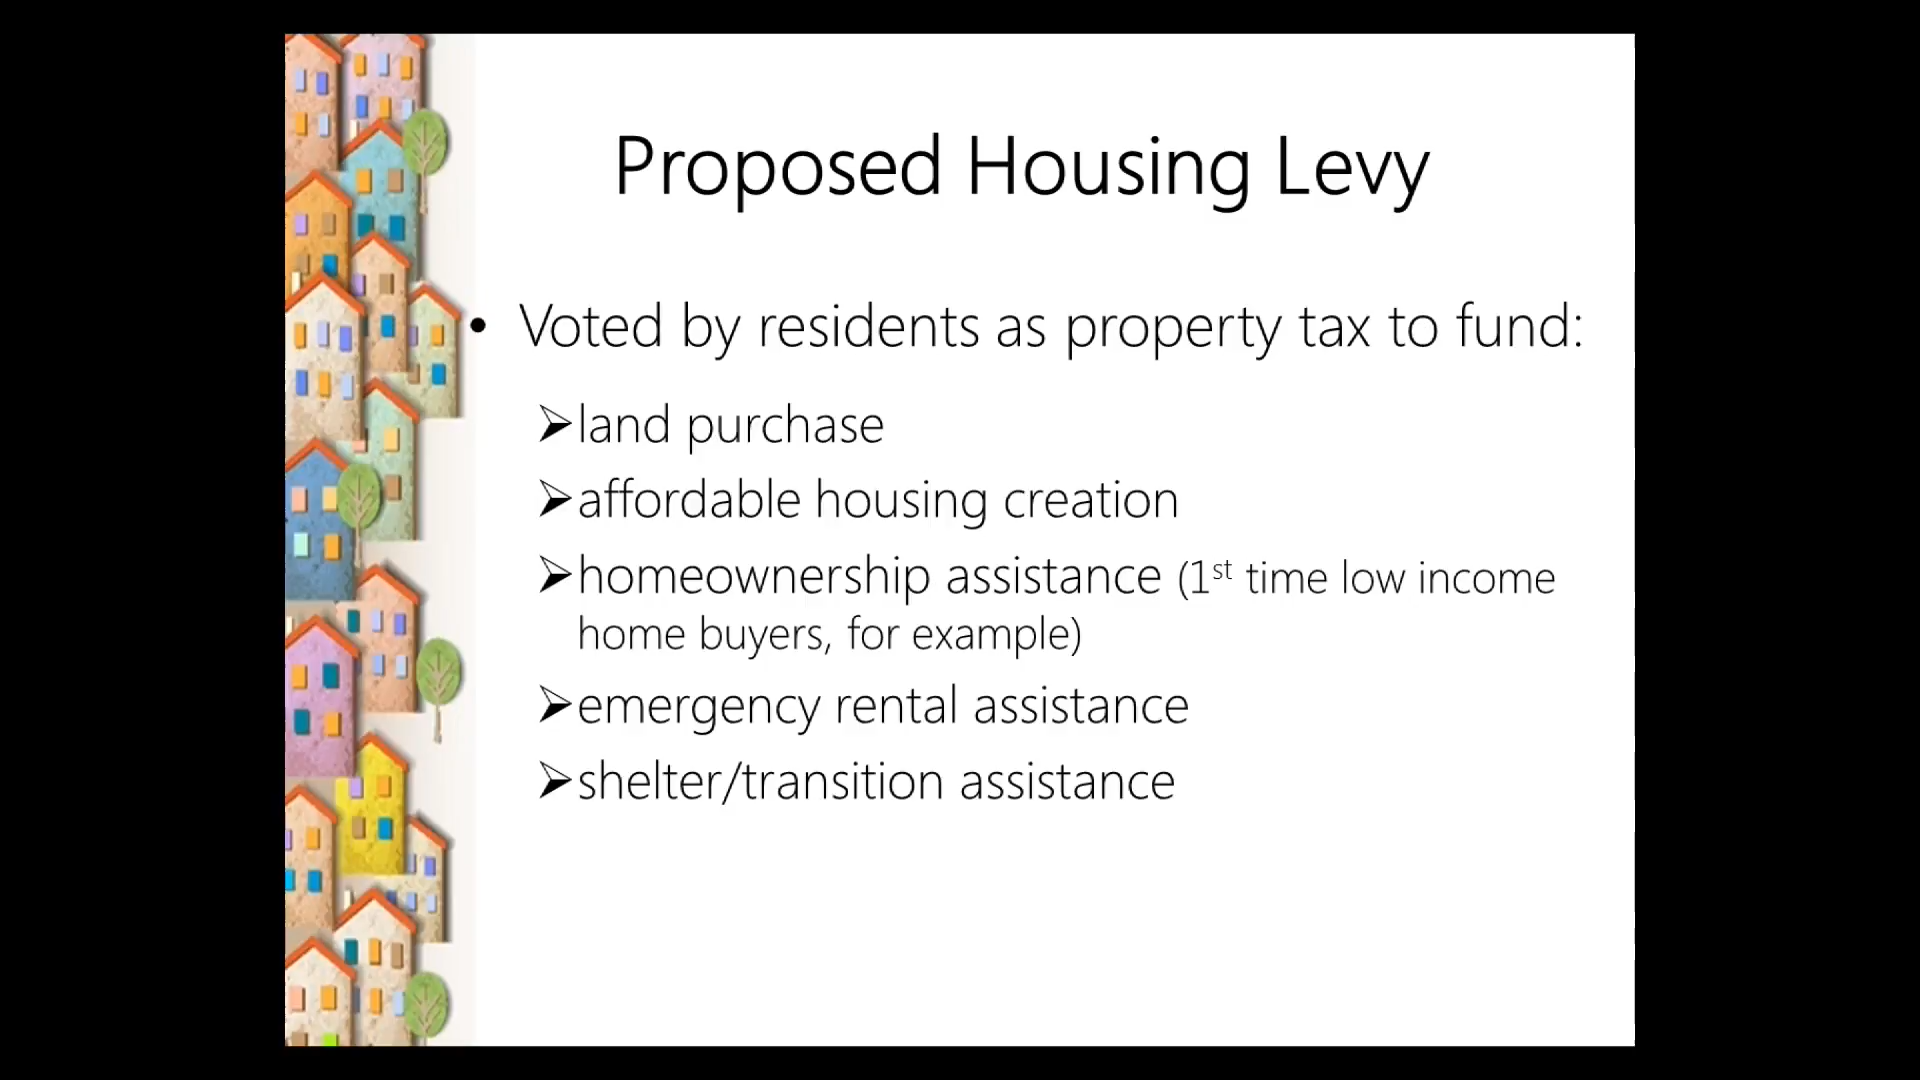 Proposed Housing Levy
• Voted by residents as property tax to fund:
➢land purchase
➢affordable housing creation
➢homeownership assistance (1st time low income
home buyers, for example)
➢emergency rental assistance
➢shelter/transition assistance